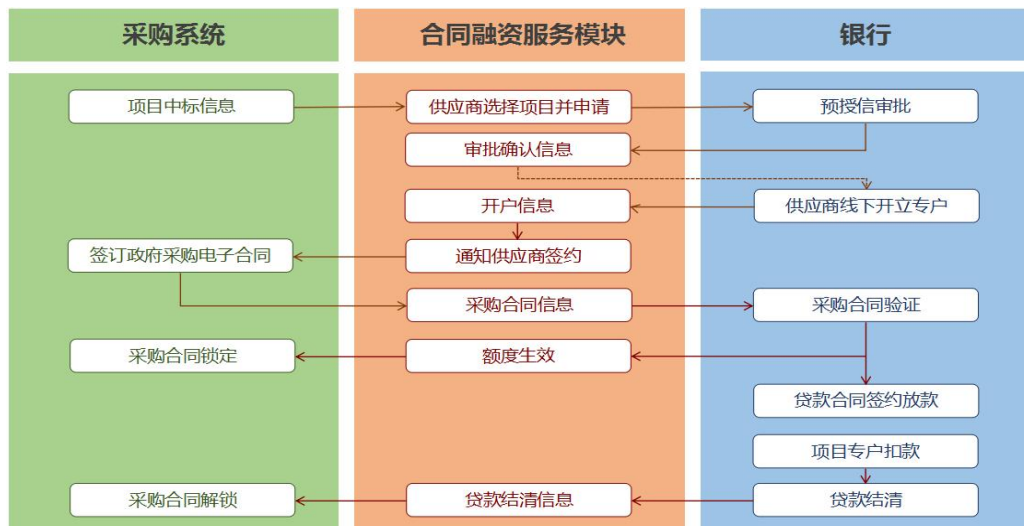 采购系统
合同融资服务模块
银行
项目中标信息
供应商选择项目并申请
预授信审批
审批确认信息
开户信息
供应商线下开立专户
签订政府采购电子合同
通知供应商签约
采购合同信息
采购合同验证
采购合同锁定
额度生效
贷款合同签约放款
项目专户扣款
采购合同解锁
贷款结清信息
贷款结清